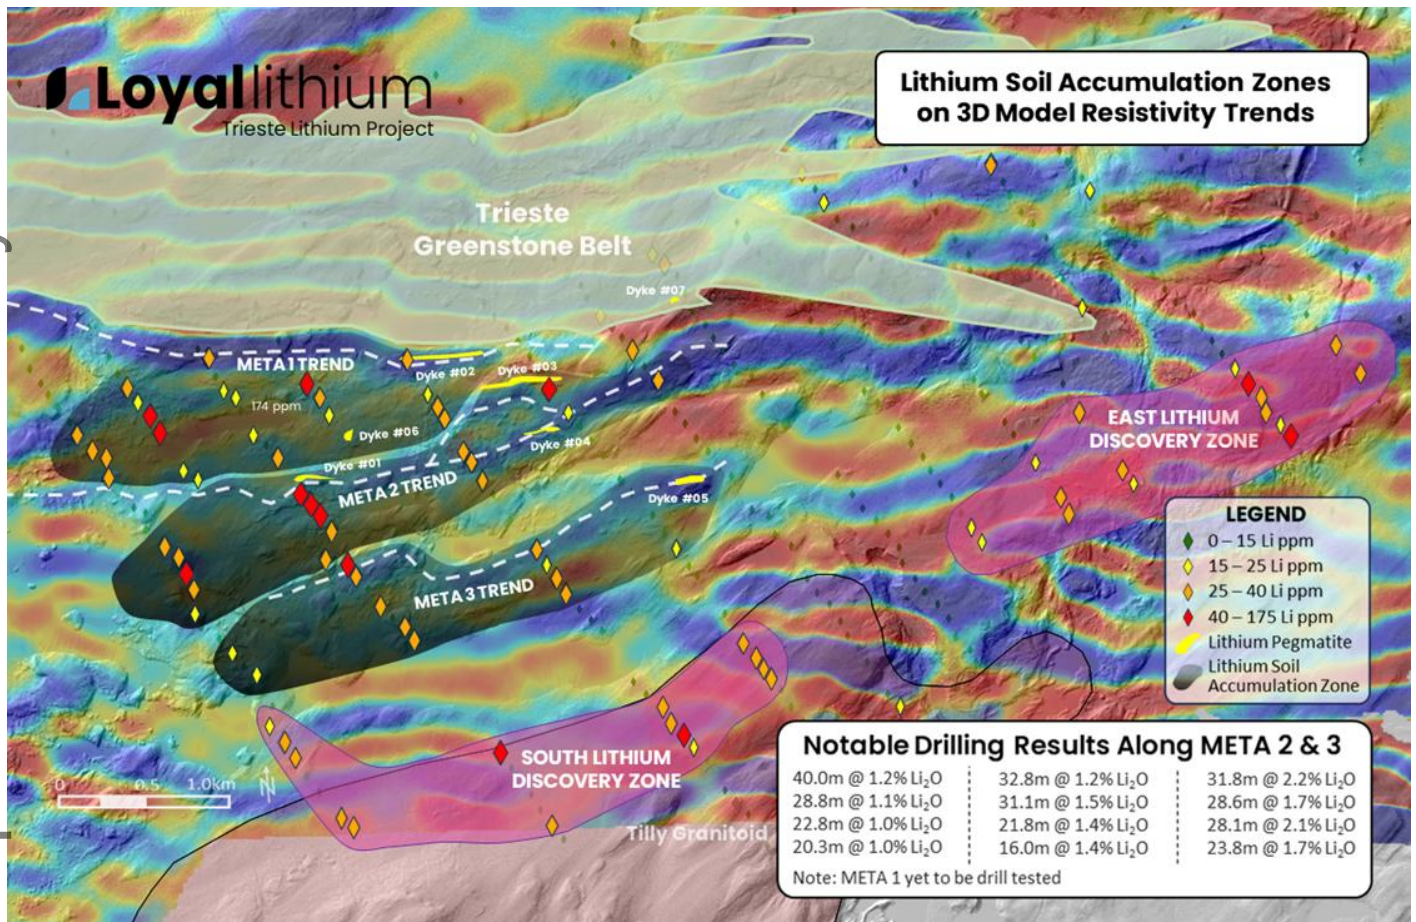 Loyallithium
Trieste Lithium Project
Lithium Soil Accumulation Zones
on 3D Model Resistivity Trends
Trieste
Greenstone Belt
Dyke #07
META 1 TREND
Dyke #02
Dyke #03
174 ppm
Dyke #06
Dyke #04
Dyke #01
META 2 TREND
Dyke #05
META 3 TREND
EAST LITHIUM
DISCOVERY ZONE
LEGEND
0 – 15 Li ppm
15 – 25 Li ppm
25 – 40 Li ppm
40 – 175 Li ppm
Lithium Pegmatite
Lithium Soil
Accumulation Zone
SOUTH LITHIUM
DISCOVERY ZONE
0 0.5 1.0km
N
Tilly Granitoid
Notable Drilling Results Along META 2 & 3
40.0m @ 1.2% Li₂O 32.8m @ 1.2% Li₂O 31.8m @ 2.2% Li₂O
28.8m @ 1.1% Li₂O 31.1m @ 1.5% Li₂O 28.6m @ 1.7% Li₂O
22.8m @ 1.0% Li₂O 21.8m @ 1.4% Li₂O 28.1m @ 2.1% Li₂O
20.3m @ 1.0% Li₂O 16.0m @ 1.4% Li₂O 23.8m @ 1.7% Li₂O
Note: META 1 yet to be drill tested